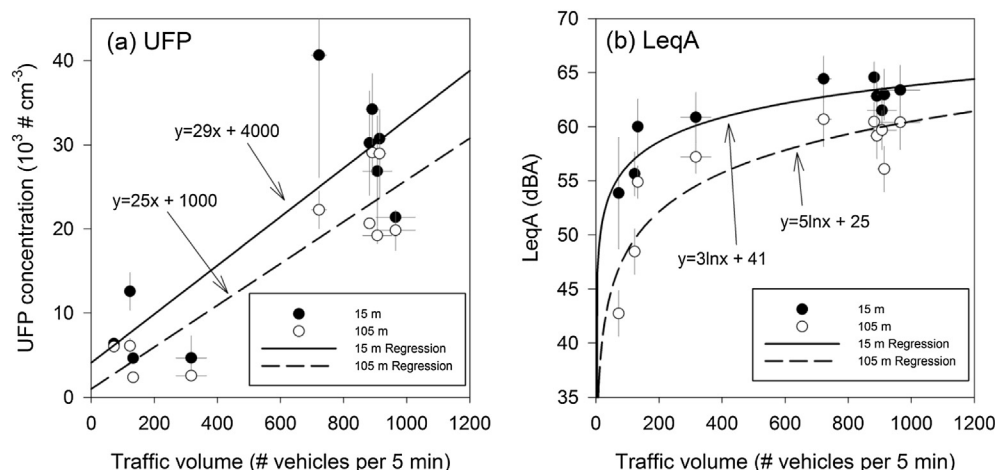 (a) UFP
y=29x + 4000
y=25x + 1000
UFP concentration (10³ # cm⁻³)
40
30
20
10
0
15 m
105 m
15 m Regression
105 m Regression
0 200 400 600 800 1000 1200
Traffic volume (# vehicles per 5 min)
(b) LeqA
y=5lnx + 25
y=3lnx + 41
LeqA (dBA)
70
65
60
55
50
45
40
35
15 m
105 m
15 m Regression
105 m Regression
0 200 400 600 800 1000 1200
Traffic volume (# vehicles per 5 min)